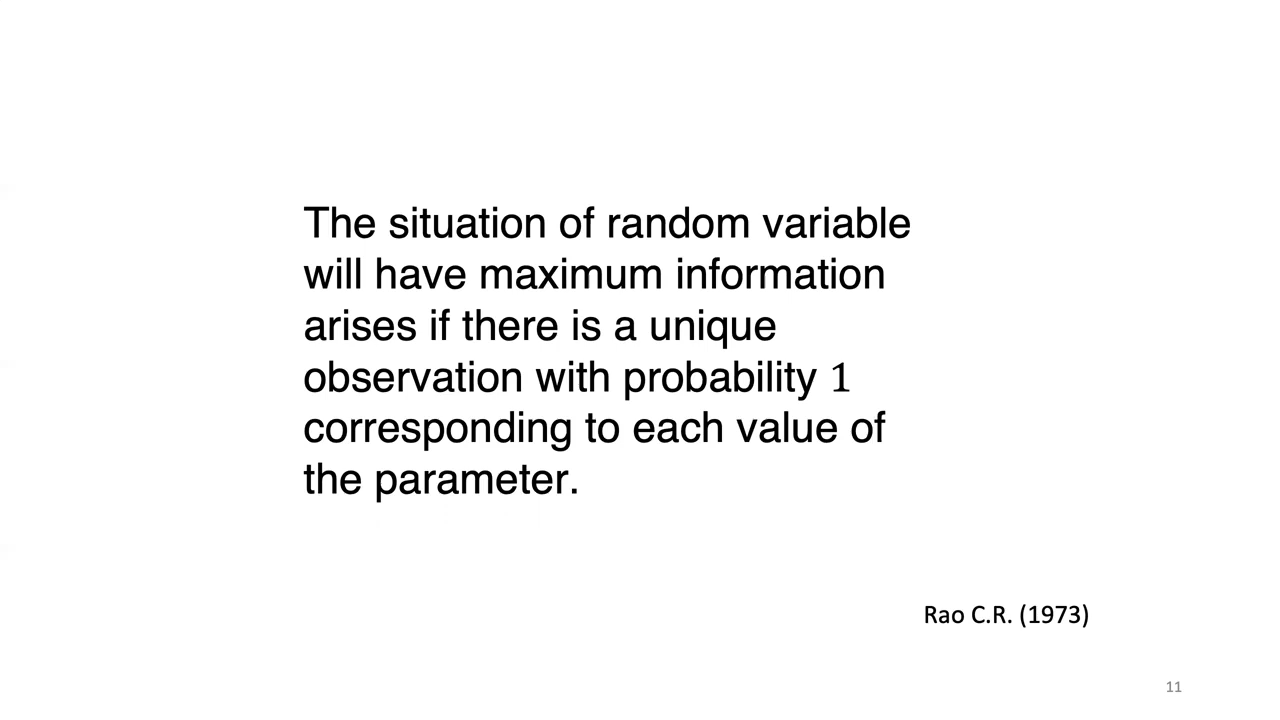 The situation of random variable
will have maximum information
arises if there is a unique
observation with probability 1
corresponding to each value of
the parameter.
Rao C.R. (1973)
11